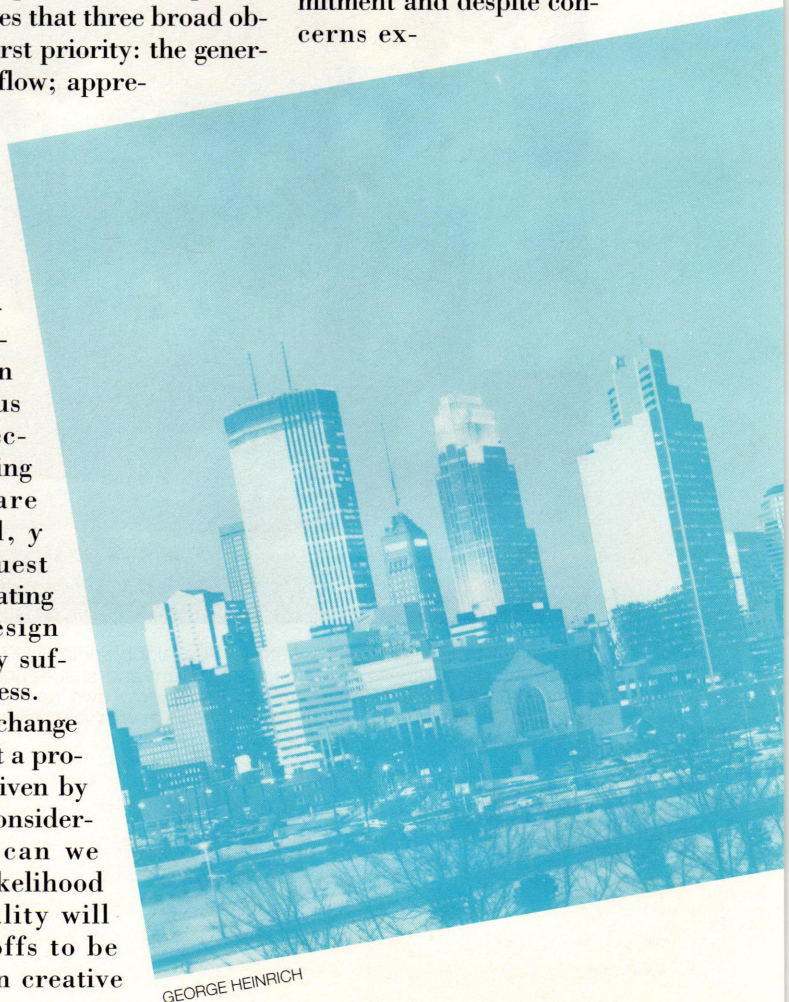 es that three broad ob-
rst priority: the gener-
flow; appre-
n
us
ec-
ing
are
l, y
uest
ating
esign
y suf-
ess.
change
t a pro-
iven by
onsider-
can we
kelihood
lity will
offs to be
n creative
mitment and despite con-
cerns ex-
GEORGE HEINRICH